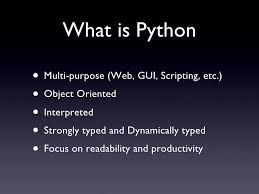 What is Python
• Multi-purpose (Web, GUI, Scripting, etc.)
• Object Oriented
• Interpreted
• Strongly typed and Dynamically typed
• Focus on readability and productivity